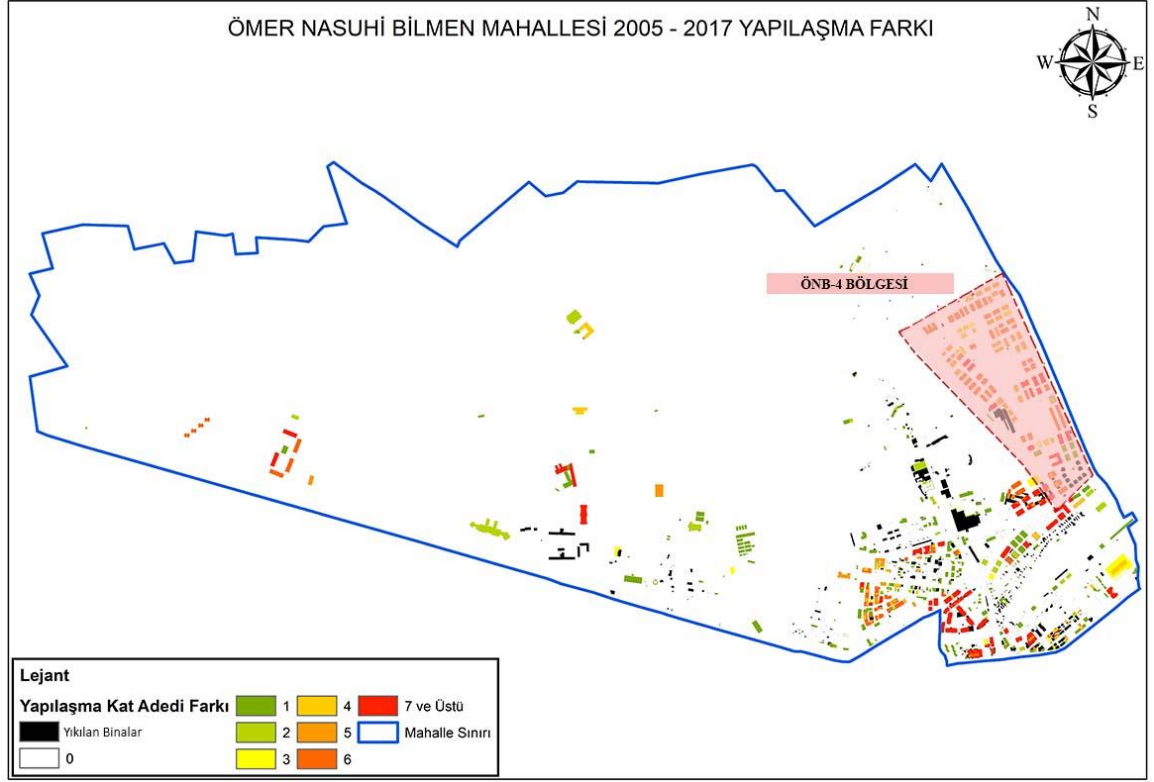 ÖMER NASUHİ BİLMEN MAHALLESİ 2005 - 2017 YAPILAŞMA FARKI
N
W E
S
ÖNB-4 BÖLGESİ
Lejant
Yapılaşma Kat Adedi Farkı 1 4 7 ve Üstü
Yıkılan Binalar 2 5 Mahalle Sınırı
0 3 6